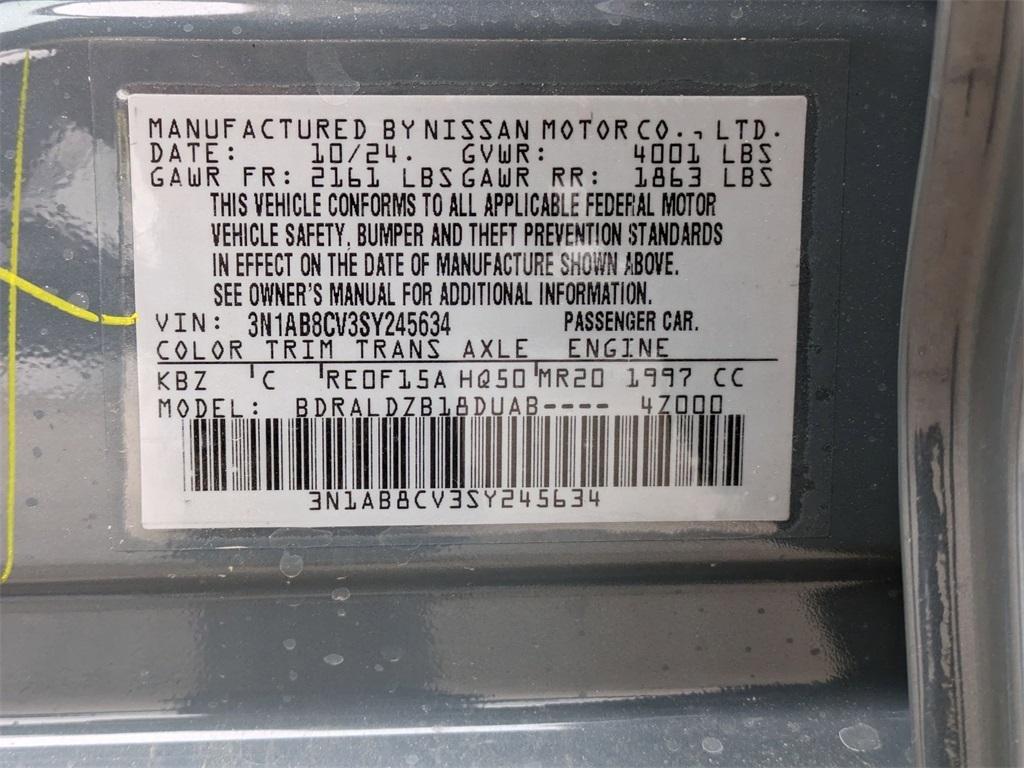 MANUFACTURED BY NISSAN MOTOR CO., LTD.
DATE: 10/24. GVWR: 4001 LBS
GAWR FR: 2161 LBS GAWR RR: 1863 LBS
THIS VEHICLE CONFORMS TO ALL APPLICABLE FEDERAL MOTOR
VEHICLE SAFETY, BUMPER AND THEFT PREVENTION STANDARDS
IN EFFECT ON THE DATE OF MANUFACTURE SHOWN ABOVE.
SEE OWNER'S MANUAL FOR ADDITIONAL INFORMATION.
VIN: 3N1AB8CV3SY245634 PASSENGER CAR.
COLOR TRIM TRANS AXLE ENGINE
KBZ C RE0F15A HQ50 MR20 1997 CC
MODEL: BDRALDZB18DUAB---- 4Z000
3N1AB8CV3SY245634